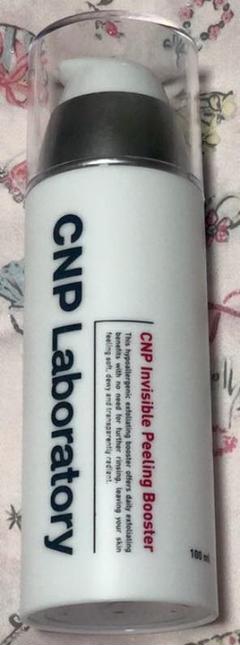 CNP Laboratory
CNP Invisible Peeling Booster
This hypoallergenic exfoliating booster offers daily exfoliating
benefits with no need for further rinsing, leaving your skin
feeling soft, dewy and transparently radiant.
100 ml